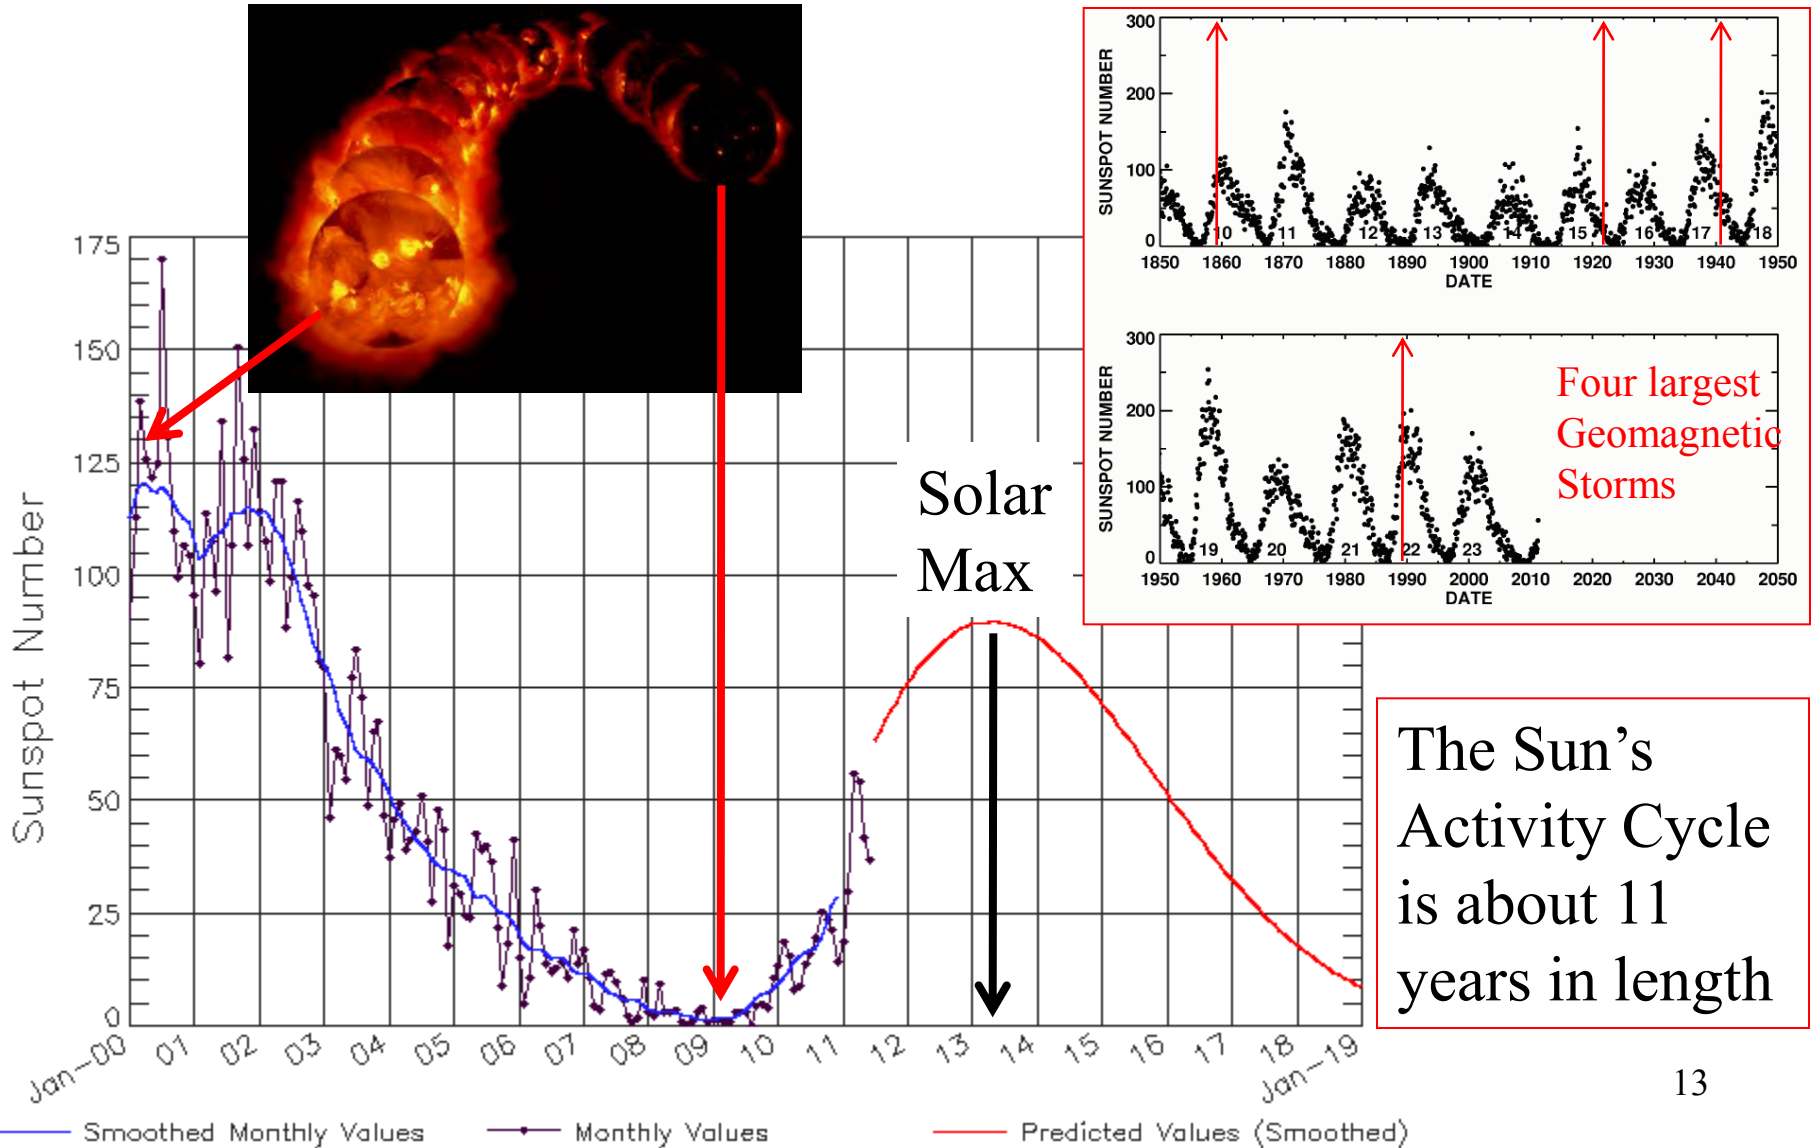 300
200
100
0
SUNSPOT NUMBER
10 11 12 13 14 15 16 17 18
1850 1860 1870 1880 1890 1900 1910 1920 1930 1940 1950
DATE
300
200
100
0
SUNSPOT NUMBER
19 20 21 22 23
1950 1960 1970 1980 1990 2000 2010 2020 2030 2040 2050
DATE
Four largest
Geomagnetic
Storms
175
150
125
100
75
50
25
0
Sunspot Number
Solar
Max
Jan-00 01 02 03 04 05 06 07 08 09 10 11 12 13 14 15 16 17 18 Jan-19
Smoothed Monthly Values Monthly Values Predicted Values (Smoothed)
The Sun’s
Activity Cycle
is about 11
years in length
13